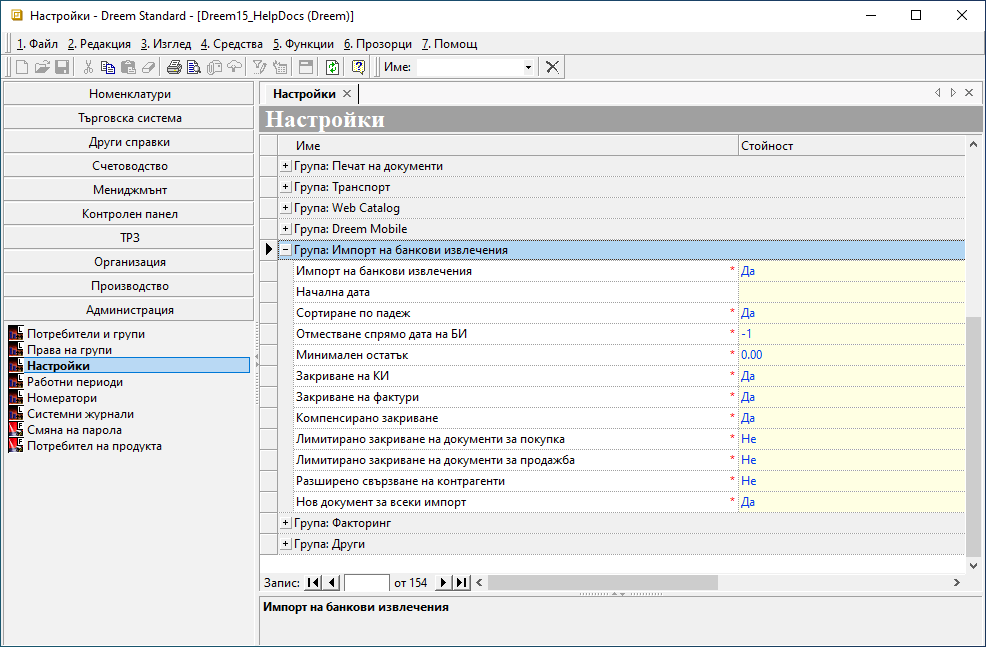 Настройки - Dreem Standard - [Dreem15_HelpDocs (Dreem)]
1. Файл 2. Редакция 3. Изглед 4. Средства 5. Функции 6. Прозорци 7. Помощ
Име:
Номенклатури
Търговска система
Други справки
Счетоводство
Мениджмънт
Контролен панел
ТРЗ
Организация
Производство
Администрация
Потребители и групи
Права на групи
Настройки
Работни периоди
Номератори
Системни журнали
Смяна на парола
Потребител на продукта
Настройки
Настройки
Име Стойност
Група: Печат на документи
Група: Транспорт
Група: Web Catalog
Група: Dreem Mobile
Група: Импорт на банкови извлечения
Импорт на банкови извлечения * Да
Начална дата
Сортиране по падеж * Да
Отместване спрямо дата на БИ * -1
Минимален остатък * 0.00
Закриване на КИ * Да
Закриване на фактури * Да
Компенсирано закриване * Да
Лимитирано закриване на документи за покупка * Не
Лимитирано закриване на документи за продажба * Не
Разширено свързване на контрагенти * Не
Нов документ за всеки импорт * Да
Група: Факторинг
Група: Други
Запис: от 154
Импорт на банкови извлечения